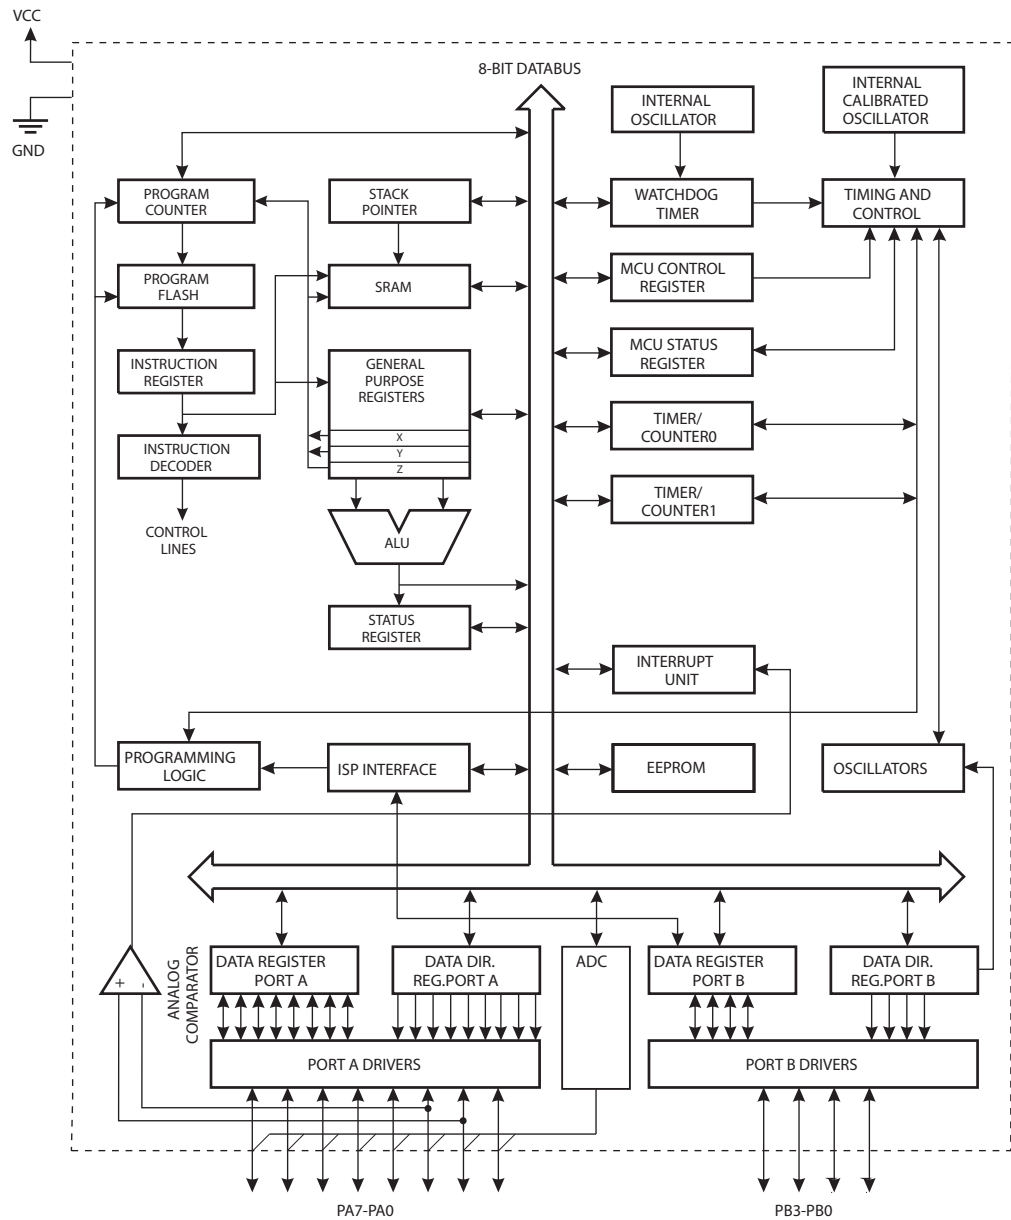 VCC
GND
8-BIT DATABUS
INTERNAL
OSCILLATOR
INTERNAL
CALIBRATED
OSCILLATOR
PROGRAM
COUNTER
STACK
POINTER
WATCHDOG
TIMER
TIMING AND
CONTROL
PROGRAM
FLASH
SRAM
MCU CONTROL
REGISTER
INSTRUCTION
REGISTER
GENERAL
PURPOSE
REGISTERS
X
Y
Z
MCU STATUS
REGISTER
INSTRUCTION
DECODER
TIMER/
COUNTER0
CONTROL
LINES
ALU
TIMER/
COUNTER1
STATUS
REGISTER
INTERRUPT
UNIT
PROGRAMMING
LOGIC
ISP INTERFACE
EEPROM
OSCILLATORS
ANALOG
COMPARATOR
+
-
DATA REGISTER
PORT A
DATA DIR.
REG.PORT A
ADC
DATA REGISTER
PORT B
DATA DIR.
REG.PORT B
PORT A DRIVERS
PORT B DRIVERS
PA7-PA0
PB3-PB0